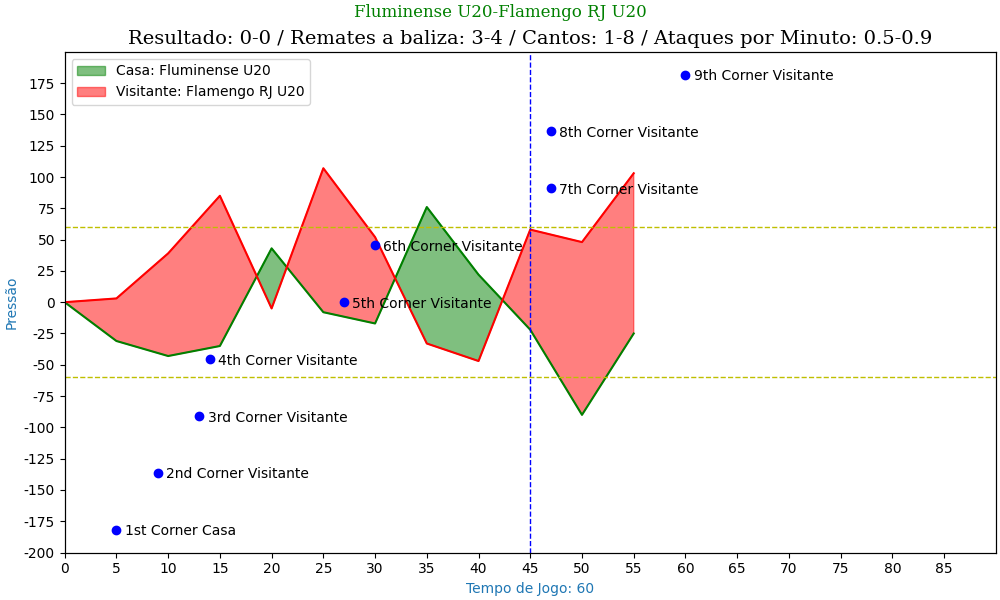 Fluminense U20-Flamengo RJ U20
Resultado: 0-0 / Remates a baliza: 3-4 / Cantos: 1-8 / Ataques por Minuto: 0.5-0.9
Casa: Fluminense U20
Visitante: Flamengo RJ U20
9th Corner Visitante
8th Corner Visitante
7th Corner Visitante
6th Corner Visitante
5th Corner Visitante
4th Corner Visitante
3rd Corner Visitante
2nd Corner Visitante
1st Corner Casa
Pressão
175
150
125
100
75
50
25
0
-25
-50
-75
-100
-125
-150
-175
-200
0 5 10 15 20 25 30 35 40 45 50 55 60 65 70 75 80 85
Tempo de Jogo: 60